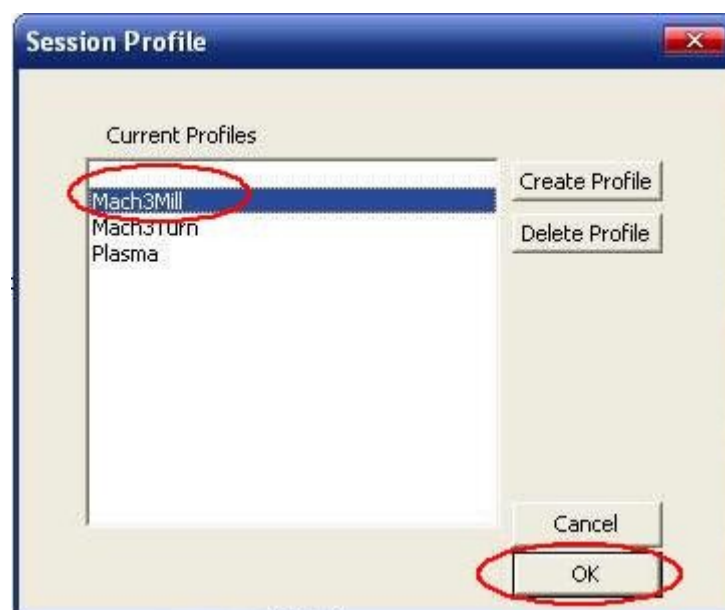 Session Profile
Current Profiles
Mach3Mill
Mach3Turn
Plasma
Create Profile
Delete Profile
Cancel
OK